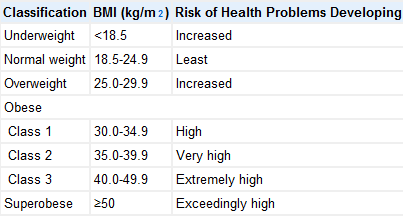 Classification BMI (kg/m2) Risk of Health Problems Developing
Underweight <18.5 Increased
Normal weight 18.5-24.9 Least
Overweight 25.0-29.9 Increased
Obese
Class 1 30.0-34.9 High
Class 2 35.0-39.9 Very high
Class 3 40.0-49.9 Extremely high
Superobese ≥50 Exceedingly high